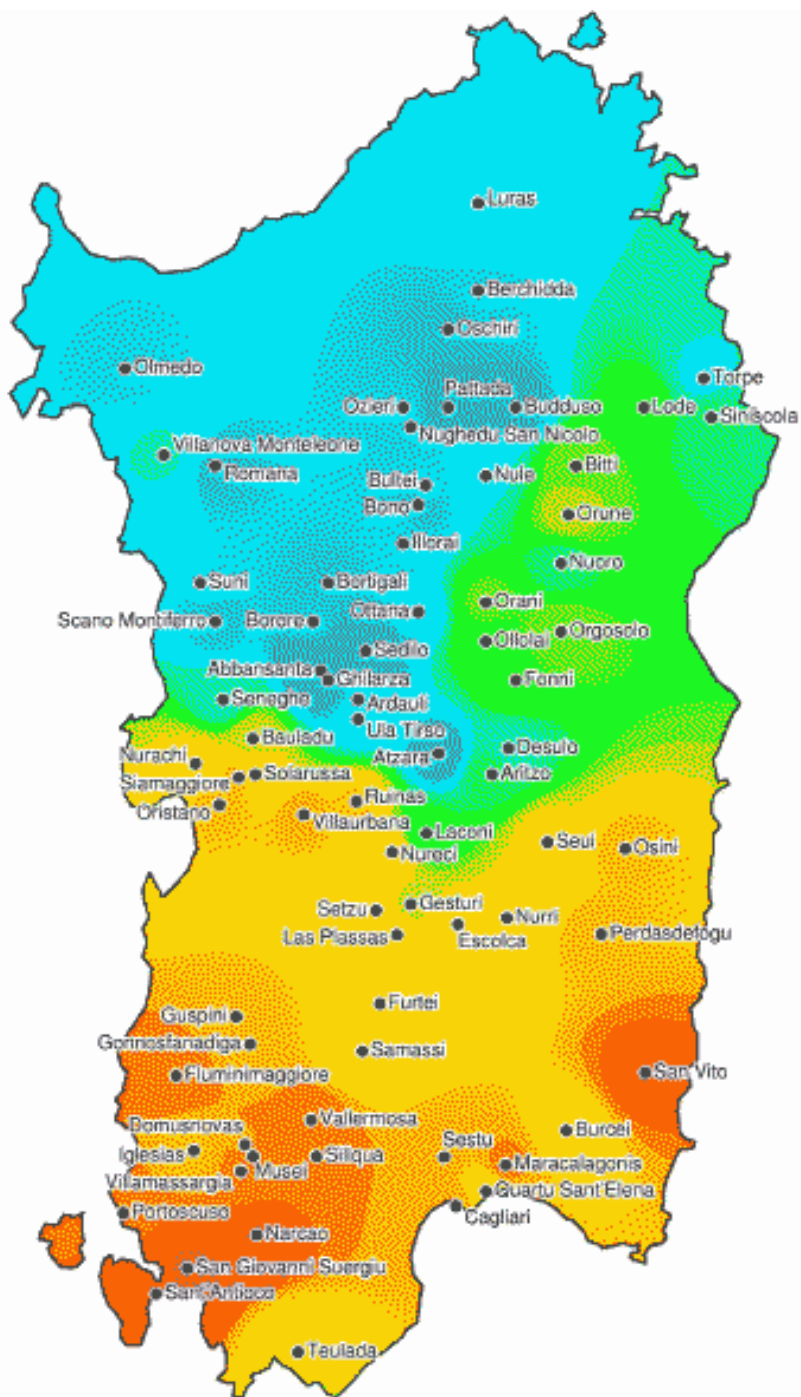 Luras
Berchidda
Oschiri
Olmedo
Torpe
Pattada
Ozieri
Budduso
Lode
Siniscola
Nughedu San Nicolo
Villanova Monteleone
Romana
Bultei
Nule
Bitti
Bono
Orune
Illorai
Nuoro
Suni
Bortigali
Ottana
Orani
Scano Montiferro
Borore
Orgosolo
Ollolai
Sedilo
Abbansanta
Ghilarza
Fonni
Seneghe
Ardauli
Ula Tirso
Bauladu
Atzara
Desulo
Nurachi
Solarussa
Aritzo
Siamaggiore
Oristano
Ruinas
Villaurbana
Laconi
Nureci
Seui
Osini
Setzu
Gesturi
Nurri
Las Plassas
Escolca
Perdasdefogu
Furtei
Guspini
Gonnosfanadiga
Samassi
Fluminimaggiore
San Vito
Vallermosa
Domusnovas
Burcei
Iglesias
Siliqua
Sestu
Musei
Maracalagonis
Villamassargia
Quartu Sant'Elena
Portoscuso
Cagliari
Narcao
San Giovanni Suergiu
Sant'Antioco
Teulada